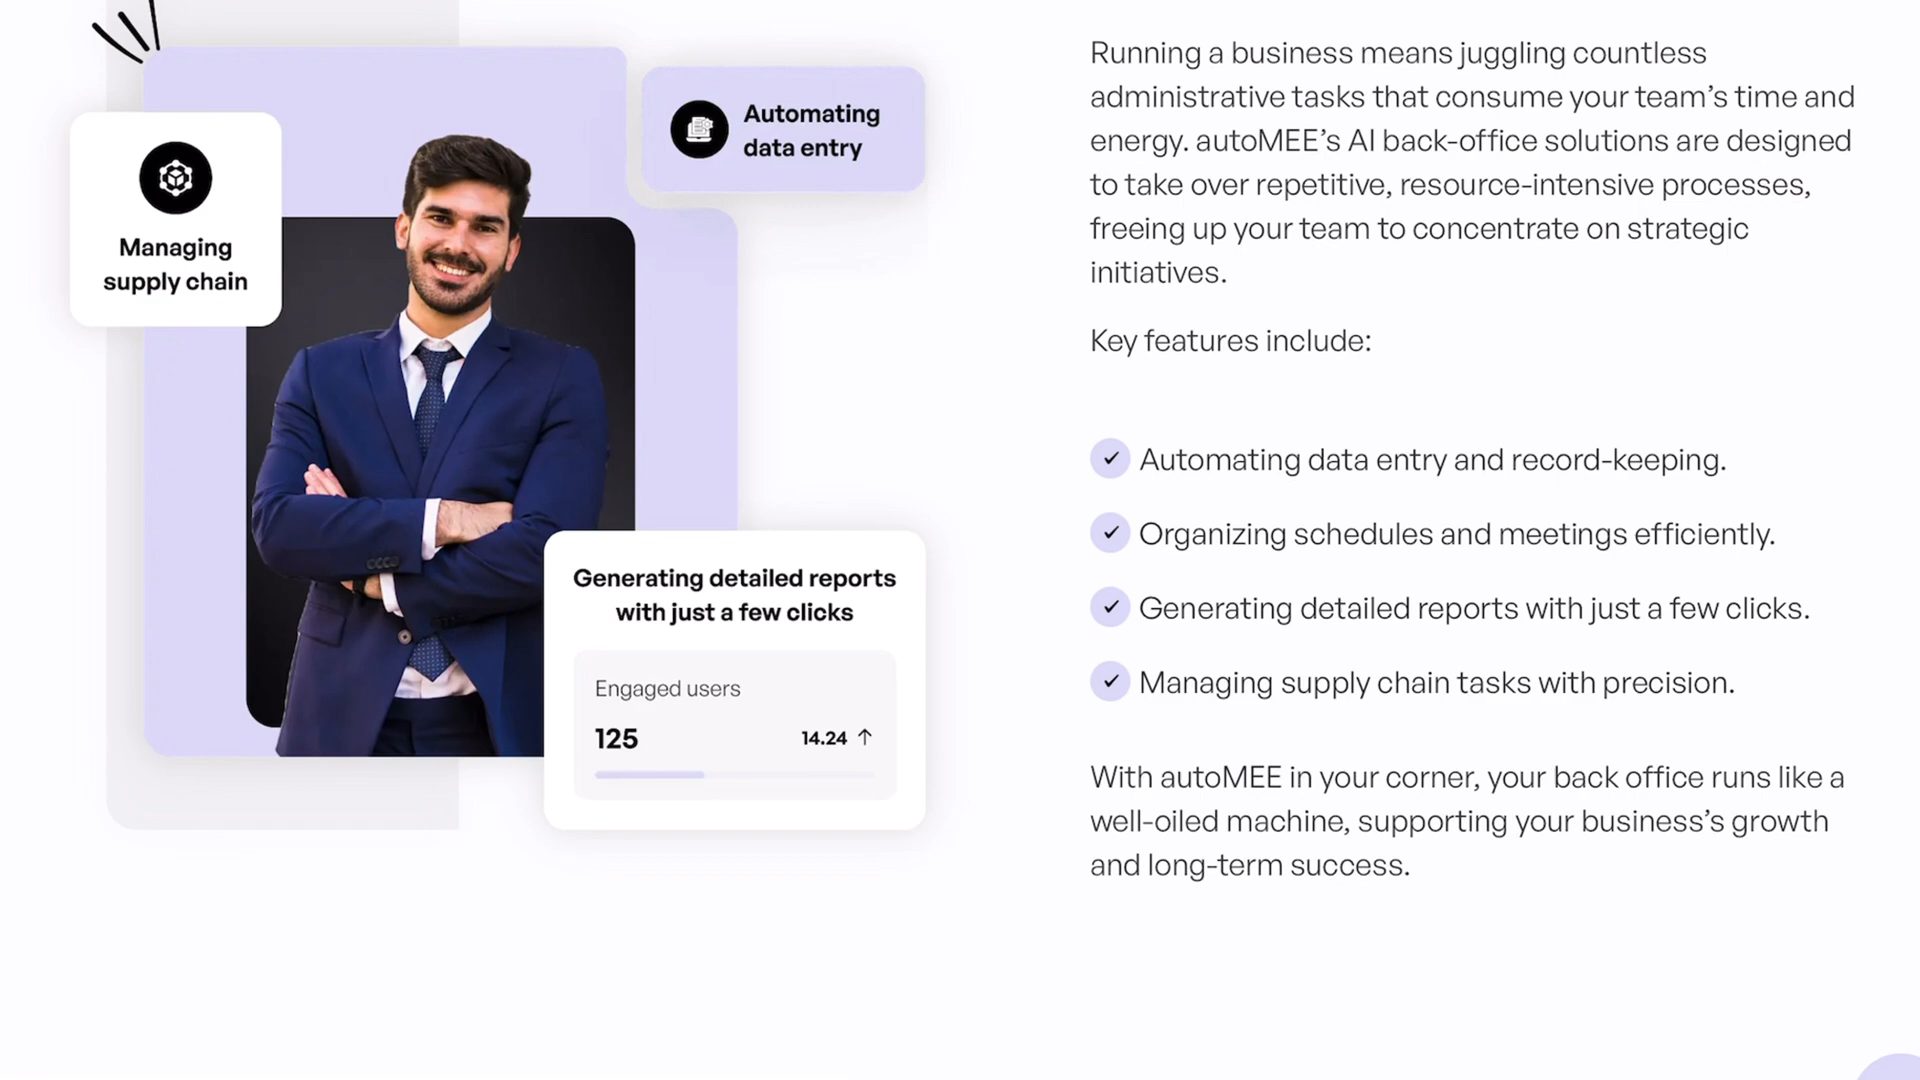 Managing
supply chain
Automating
data entry
Generating detailed reports
with just a few clicks
Engaged users
125
14.24 ↑
Running a business means juggling countless
administrative tasks that consume your team’s time and
energy. autoMEE’s AI back-office solutions are designed
to take over repetitive, resource-intensive processes,
freeing up your team to concentrate on strategic
initiatives.
Key features include:
Automating data entry and record-keeping.
Organizing schedules and meetings efficiently.
Generating detailed reports with just a few clicks.
Managing supply chain tasks with precision.
With autoMEE in your corner, your back office runs like a
well-oiled machine, supporting your business’s growth
and long-term success.